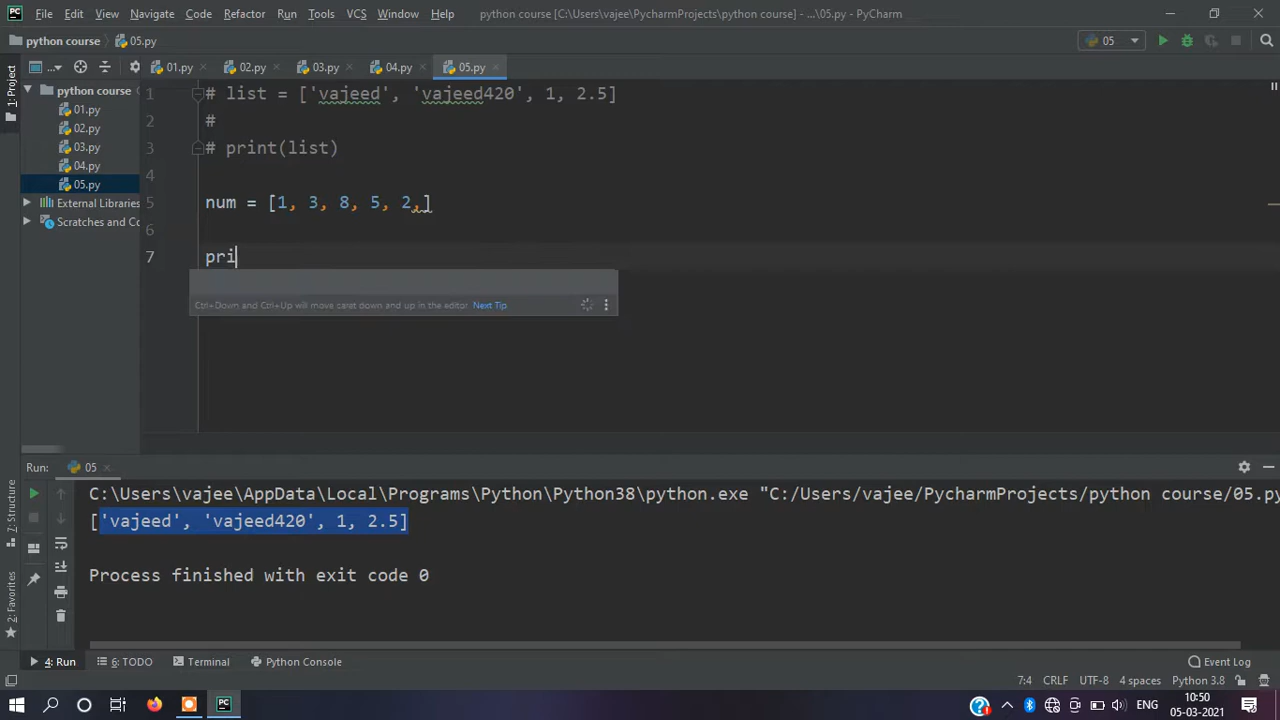 File Edit View Navigate Code Refactor Run Tools VCS Window Help python course [C:\Users\vajee\PycharmProjects\python course] - ...\05.py - PyCharm
python course 05.py 05
... 01.py 02.py 03.py 04.py 05.py
1: Project
python course
01.py
02.py
03.py
04.py
05.py
External Libraries
Scratches and Co
1 # list = ['vajeed', 'vajeed420', 1, 2.5]
2 #
3 # print(list)
4
5 num = [1, 3, 8, 5, 2,]
6
7 pri
Ctrl+Down and Ctrl+Up will move caret down and up in the editor Next Tip
Run: 05
C:\Users\vajee\AppData\Local\Programs\Python\Python38\python.exe "C:/Users/vajee/PycharmProjects/python course/05.py
['vajeed', 'vajeed420', 1, 2.5]
Process finished with exit code 0
7: Structure
2: Favorites
4: Run 6: TODO Terminal Python Console Event Log
7:4 CRLF UTF-8 4 spaces Python 3.8
PC ENG 10:50
05-03-2021